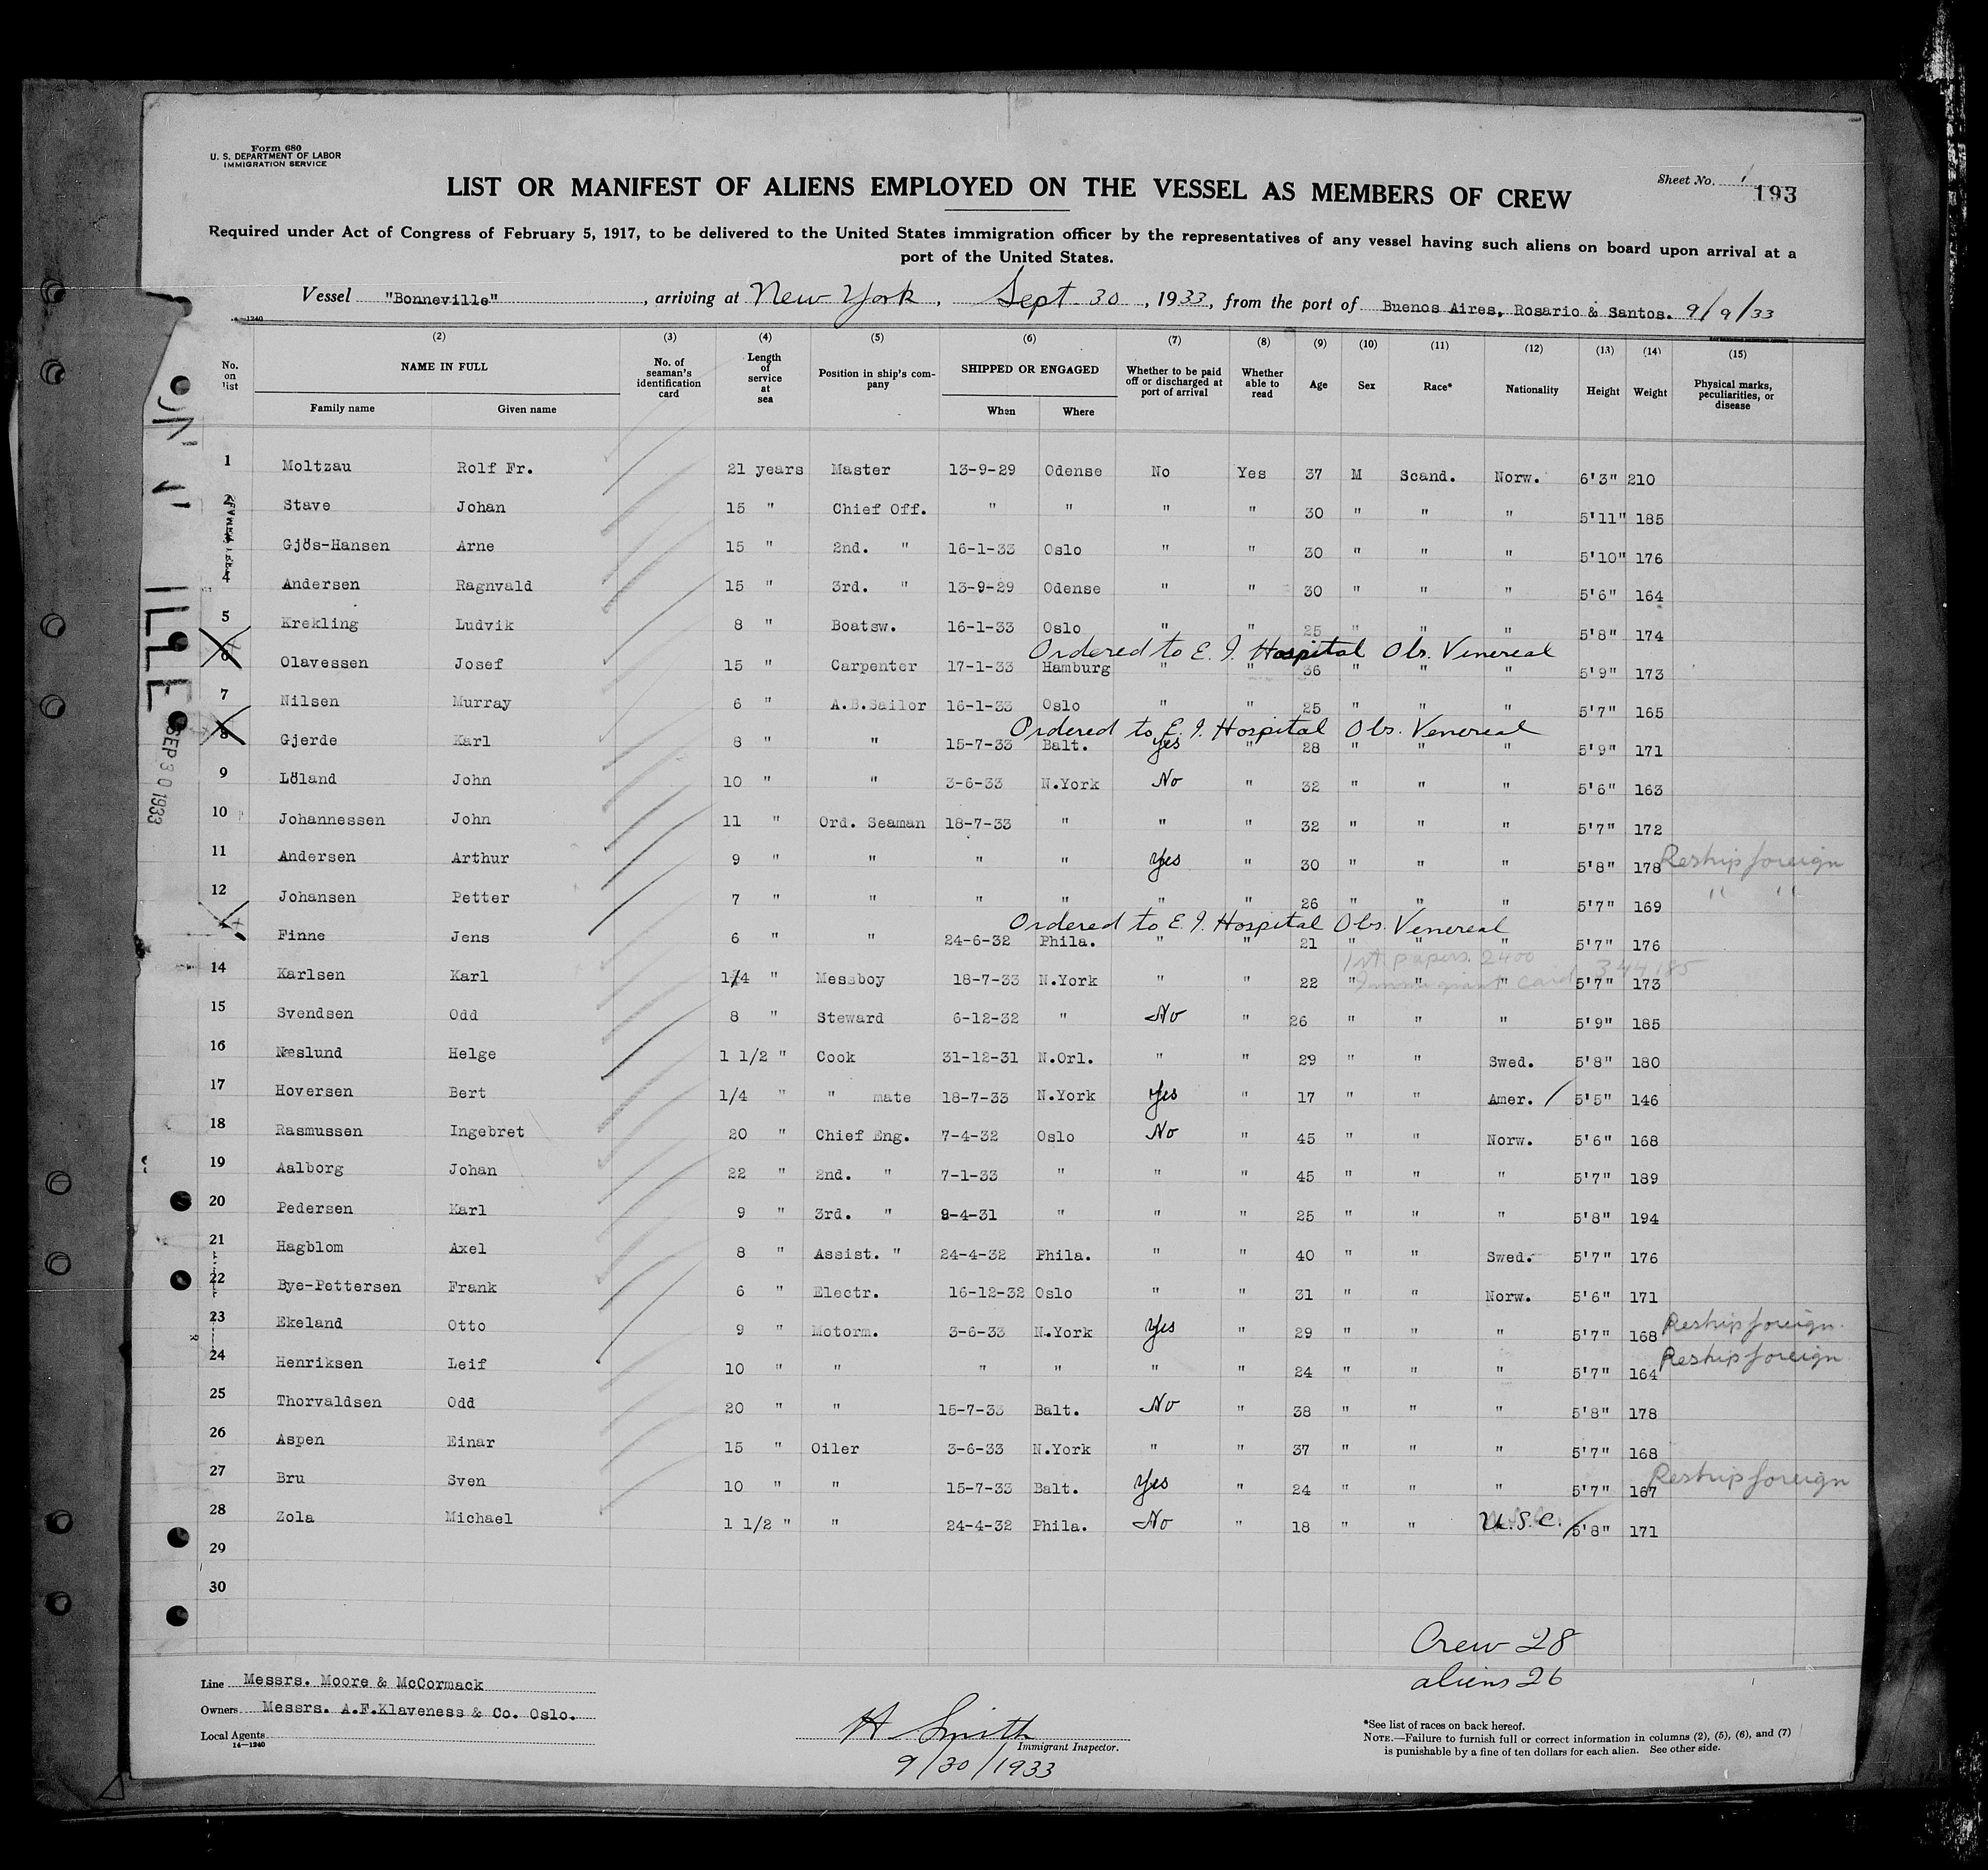 Form 680
U. S. DEPARTMENT OF LABOR
IMMIGRATION SERVICE
Sheet No. 1
193
LIST OR MANIFEST OF ALIENS EMPLOYED ON THE VESSEL AS MEMBERS OF CREW
Required under Act of Congress of February 5, 1917, to be delivered to the United States immigration officer by the representatives of any vessel having such aliens on board upon arrival at a
port of the United States.
Vessel "Bonneville", arriving at New York, Sept 30, 1933, from the port of Buenos Aires, Rosario & Santos. 9/9/33
(2) (3) (4) (5) (6) (7) (8) (9) (10) (11) (12) (13) (14) (15)
No. on list NAME IN FULL Family name Given name No. of seaman's identification card Length of service at sea Position in ship's company SHIPPED OR ENGAGED When Where Whether to be paid off or discharged at port of arrival Whether able to read Age Sex Race* Nationality Height Weight Physical marks, peculiarities, or disease
1 Moltzau Rolf Fr. 21 years Master 13-9-29 Odense No Yes 37 M Scand. Norw. 6'3" 210
2 Stave Johan 15 " Chief Off. " " " " 30 " " " 5'11" 185
Gjös-Hansen Arne 15 " 2nd. " 16-1-33 Oslo " " 30 " " " 5'10" 176
4 Andersen Ragnvald 15 " 3rd. " 13-9-29 Odense " " 30 " " " 5'6" 164
5 Krekling Ludvik 8 " Boatsw. 16-1-33 Oslo " " 25 " " " 5'8" 174
Ordered to E. I. Hospital Obs. Venereal
6 Olavessen Josef 15 " Carpenter 17-1-33 Hamburg " " 36 " " " 5'9" 173
7 Nilsen Murray 6 " A.B.Sailor 16-1-33 Oslo " " 25 " " " 5'7" 165
Ordered to E. I. Hospital Obs. Venereal
8 Gjerde Karl 8 " " 15-7-33 Balt. Yes " 28 " " " 5'9" 171
9 Löland John 10 " " 3-6-33 N.York No " 32 " " " 5'6" 163
10 Johannessen John 11 " Ord. Seaman 18-7-33 " " " 32 " " " 5'7" 172
11 Andersen Arthur 9 " " " " Yes " 30 " " " 5'8" 178 Reship foreign
12 Johansen Petter 7 " " " " " " 26 " " " 5'7" 169 " "
Ordered to E. I. Hospital Obs. Venereal
Finne Jens 6 " " 24-6-32 Phila. " " 21 " " " 5'7" 176
1st papers 2400
14 Karlsen Karl 1/4 " Messboy 18-7-33 N.York " " 22 " " " 5'7" 173
Immigrant card 344185
15 Svendsen Odd 8 " Steward 6-12-32 " No " 26 " " " 5'9" 185
16 Næslund Helge 1 1/2 " Cook 31-12-31 N.Orl. " " 29 " " Swed. 5'8" 180
17 Hoversen Bert 1/4 " " mate 18-7-33 N.York Yes " 17 " " Amer. / 5'5" 146
18 Rasmussen Ingebret 20 " Chief Eng. 7-4-32 Oslo No " 45 " " Norw. 5'6" 168
19 Aalborg Johan 22 " 2nd. " 7-1-33 " " " 45 " " " 5'7" 189
20 Pedersen Karl 9 " 3rd. " 9-4-31 " " " 25 " " " 5'8" 194
21 Hagblom Axel 8 " Assist. " 24-4-32 Phila. " " 40 " " Swed. 5'7" 176
22 Bye-Pettersen Frank 6 " Electr. 16-12-32 Oslo " " 31 " " Norw. 5'6" 171
23 Ekeland Otto 9 " Motorm. 3-6-33 N.York Yes " 29 " " " 5'7" 168 Reship foreign
24 Henriksen Leif 10 " " " " " " 24 " " " 5'7" 164 Reship foreign
25 Thorvaldsen Odd 20 " " 15-7-33 Balt. No " 38 " " " 5'8" 178
26 Aspen Einar 15 " Oiler 3-6-33 N.York " " 37 " " " 5'7" 168
27 Bru Sven 10 " " 15-7-33 Balt. Yes " 24 " " " 5'7" 167 Reship foreign
28 Zola Michael 1 1/2 " " 24-4-32 Phila. No " 18 " " U.S.C. / 5'8" 171
29
30
SEP 30 1933
Crew 28
aliens 26
Line Messrs. Moore & McCormack
Owners Messrs. A.F.Klaveness & Co. Oslo.
Local Agents
14—1240
H Smith
Immigrant Inspector.
9/30/1933
*See list of races on back hereof.
NOTE.—Failure to furnish full or correct information in columns (2), (5), (6), and (7)
is punishable by a fine of ten dollars for each alien. See other side.